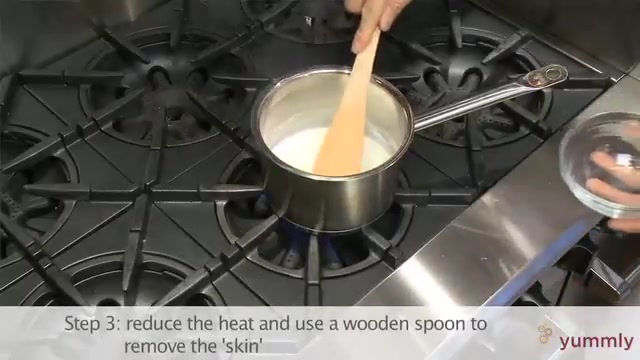 Step 3: reduce the heat and use a wooden spoon to
remove the 'skin'
yummly